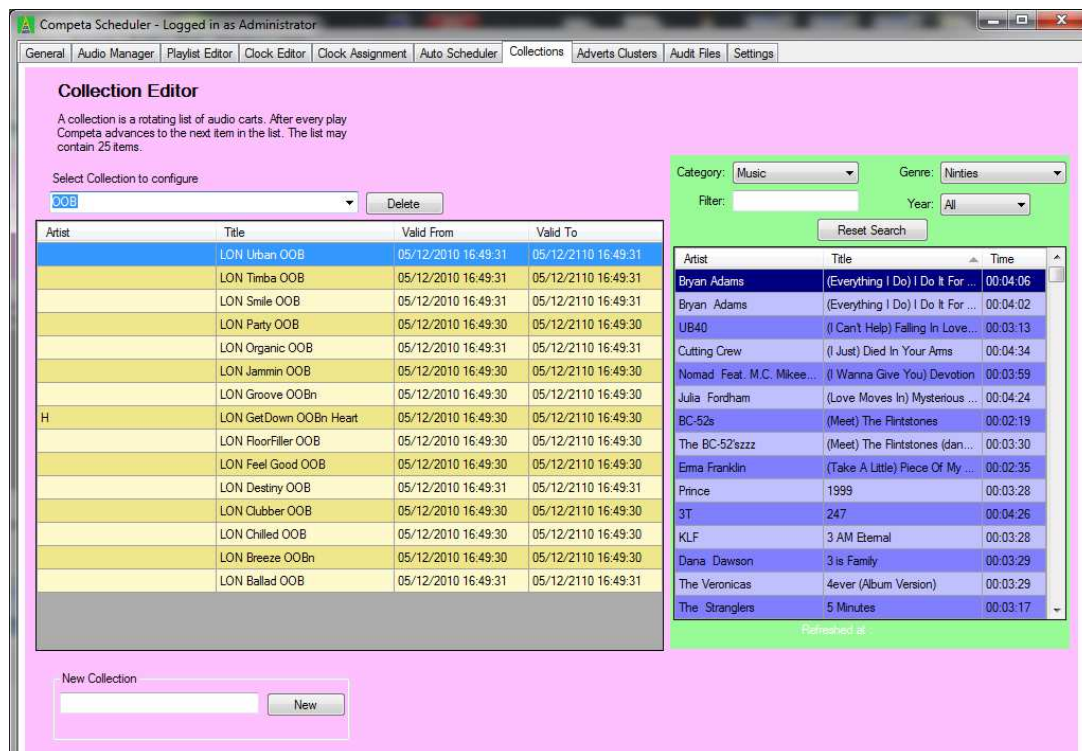 Competa Scheduler - Logged in as Administrator
General Audio Manager Playlist Editor Clock Editor Clock Assignment Auto Scheduler Collections Adverts Clusters Audit Files Settings
Collection Editor
A collection is a rotating list of audio carts. After every play
Competa advances to the next item in the list. The list may
contain 25 items.
Select Collection to configure
OOB Delete
Artist Title Valid From Valid To
LON Urban OOB 05/12/2010 16:49:31 05/12/2110 16:49:31
LON Timba OOB 05/12/2010 16:49:31 05/12/2110 16:49:31
LON Smile OOB 05/12/2010 16:49:31 05/12/2110 16:49:31
LON Party OOB 05/12/2010 16:49:30 05/12/2110 16:49:30
LON Organic OOB 05/12/2010 16:49:31 05/12/2110 16:49:31
LON Jammin OOB 05/12/2010 16:49:30 05/12/2110 16:49:30
LON Groove OOBn 05/12/2010 16:49:30 05/12/2110 16:49:30
H LON GetDown OOBn Heart 05/12/2010 16:49:30 05/12/2110 16:49:30
LON FloorFiller OOB 05/12/2010 16:49:30 05/12/2110 16:49:30
LON Feel Good OOB 05/12/2010 16:49:30 05/12/2110 16:49:30
LON Destiny OOB 05/12/2010 16:49:31 05/12/2110 16:49:31
LON Clubber OOB 05/12/2010 16:49:30 05/12/2110 16:49:30
LON Chilled OOB 05/12/2010 16:49:30 05/12/2110 16:49:30
LON Breeze OOBn 05/12/2010 16:49:30 05/12/2110 16:49:30
LON Ballad OOB 05/12/2010 16:49:31 05/12/2110 16:49:31
New Collection
New
Category: Music Genre: Ninties
Filter: Year: All
Reset Search
Artist Title Time
Bryan Adams (Everything I Do) I Do It For ... 00:04:06
Bryan Adams (Everything I Do) I Do It For ... 00:04:02
UB40 (I Can't Help) Falling In Love... 00:03:13
Cutting Crew (I Just) Died In Your Arms 00:04:34
Nomad Feat. M.C. Mikee... (I Wanna Give You) Devotion 00:03:59
Julia Fordham (Love Moves In) Mysterious ... 00:04:24
BC-52s (Meet) The Flintstones 00:02:19
The BC-52'szzz (Meet) The Flintstones (dan... 00:03:30
Erma Franklin (Take A Little) Piece Of My ... 00:02:35
Prince 1999 00:03:28
3T 247 00:04:26
KLF 3 AM Eternal 00:03:28
Dana Dawson 3 is Family 00:03:29
The Veronicas 4ever (Album Version) 00:03:29
The Stranglers 5 Minutes 00:03:17
Refreshed at